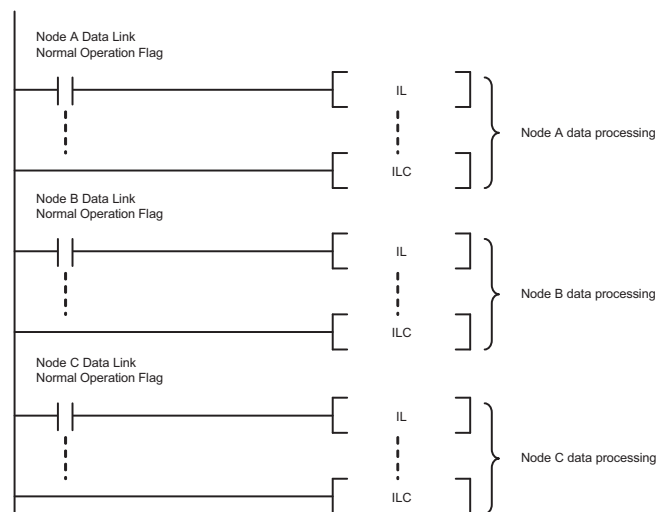 Node A Data Link
Normal Operation Flag
IL
Node A data processing
ILC
Node B Data Link
Normal Operation Flag
IL
Node B data processing
ILC
Node C Data Link
Normal Operation Flag
IL
Node C data processing
ILC